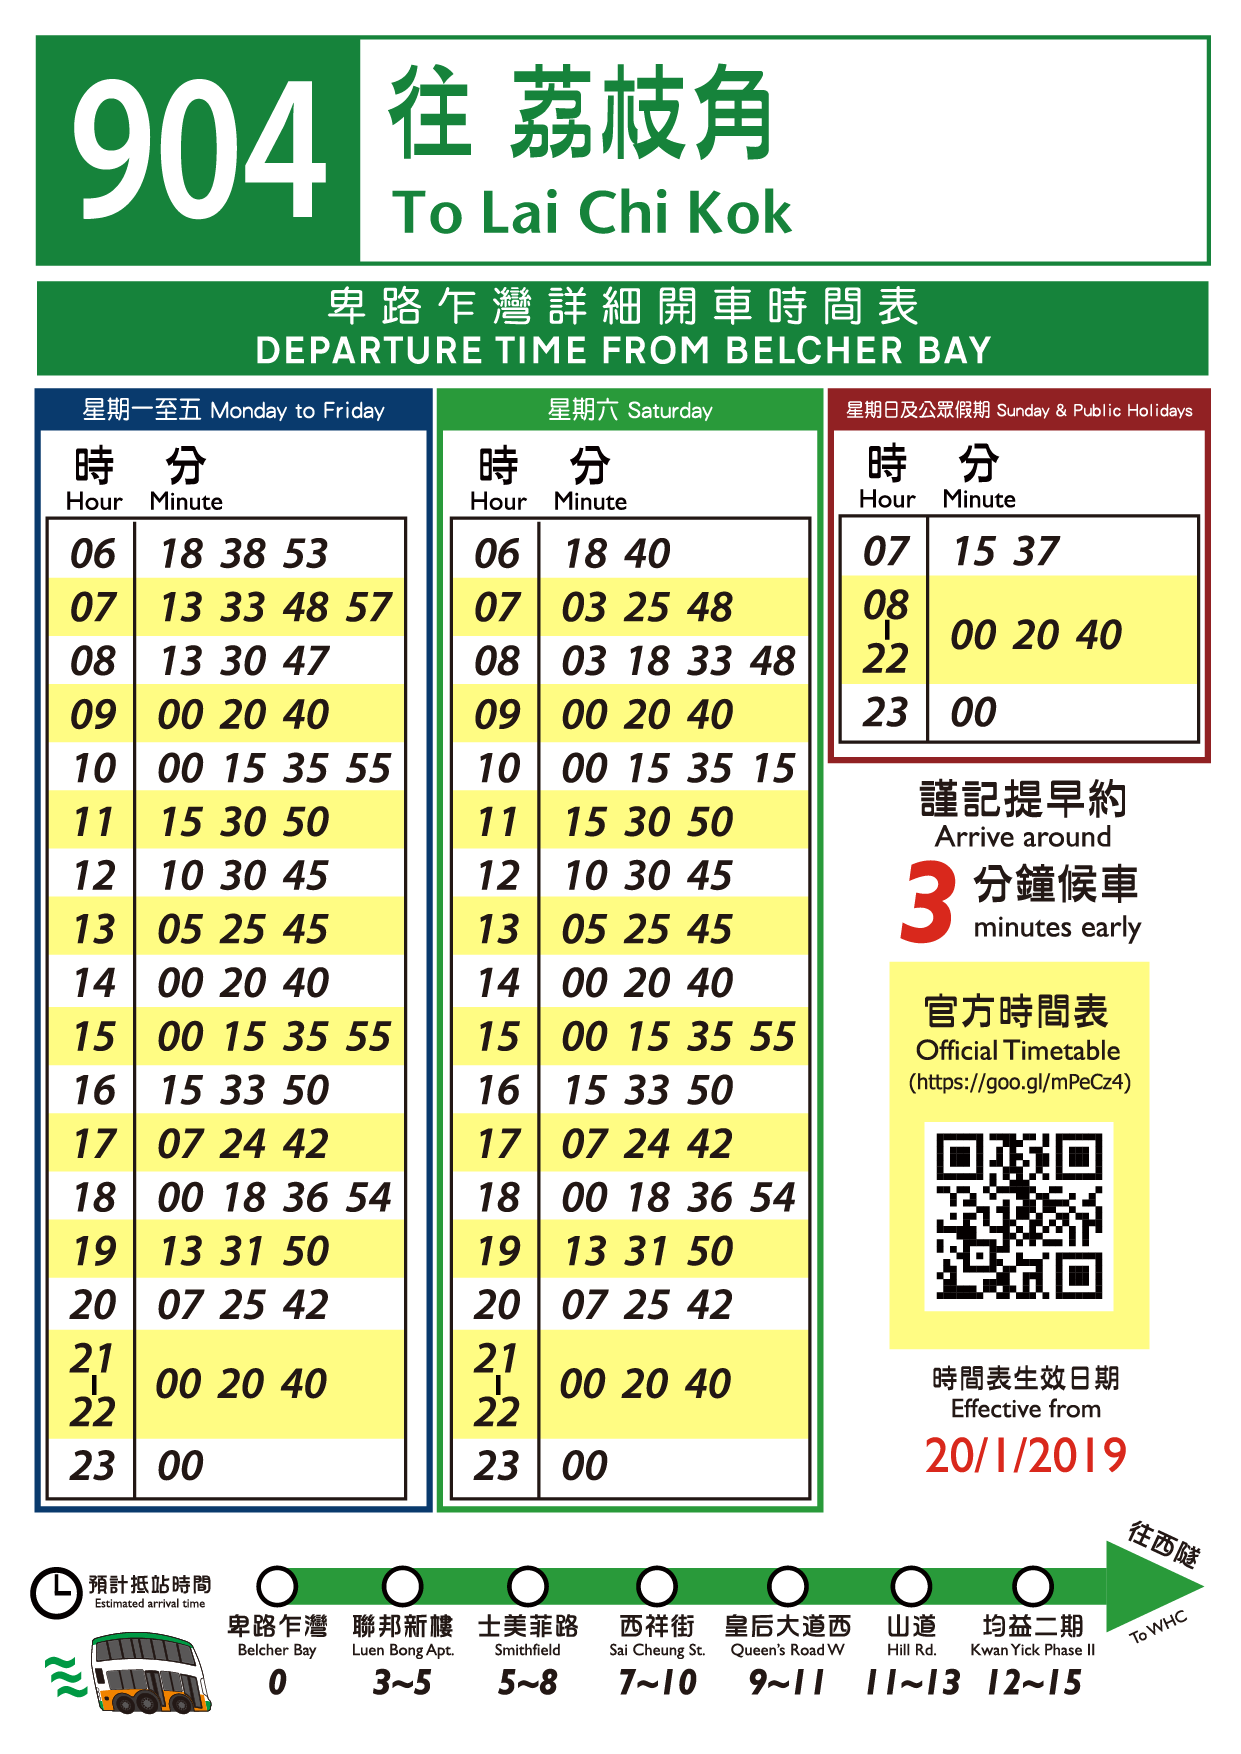 904
往 荔枝角
To Lai Chi Kok
卑路乍灣詳細開車時間表
DEPARTURE TIME FROM BELCHER BAY
星期一至五 Monday to Friday
時 分
Hour Minute
06 18 38 53
07 13 33 48 57
08 13 30 47
09 00 20 40
10 00 15 35 55
11 15 30 50
12 10 30 45
13 05 25 45
14 00 20 40
15 00 15 35 55
16 15 33 50
17 07 24 42
18 00 18 36 54
19 13 31 50
20 07 25 42
21
-
22 00 20 40
23 00
星期六 Saturday
時 分
Hour Minute
06 18 40
07 03 25 48
08 03 18 33 48
09 00 20 40
10 00 15 35 15
11 15 30 50
12 10 30 45
13 05 25 45
14 00 20 40
15 00 15 35 55
16 15 33 50
17 07 24 42
18 00 18 36 54
19 13 31 50
20 07 25 42
21
-
22 00 20 40
23 00
星期日及公眾假期 Sunday & Public Holidays
時 分
Hour Minute
07 15 37
08
-
22 00 20 40
23 00
謹記提早約
Arrive around
3 分鐘候車
minutes early
官方時間表
Official Timetable
(https://goo.gl/mPeCz4)
時間表生效日期
Effective from
20/1/2019
預計抵站時間
Estimated arrival time
卑路乍灣
Belcher Bay
0
聯邦新樓
Luen Bong Apt.
3~5
士美菲路
Smithfield
5~8
西祥街
Sai Cheung St.
7~10
皇后大道西
Queen's Road W
9~11
山道
Hill Rd.
11~13
均益二期
Kwan Yick Phase II
12~15
往西隧
To WHC